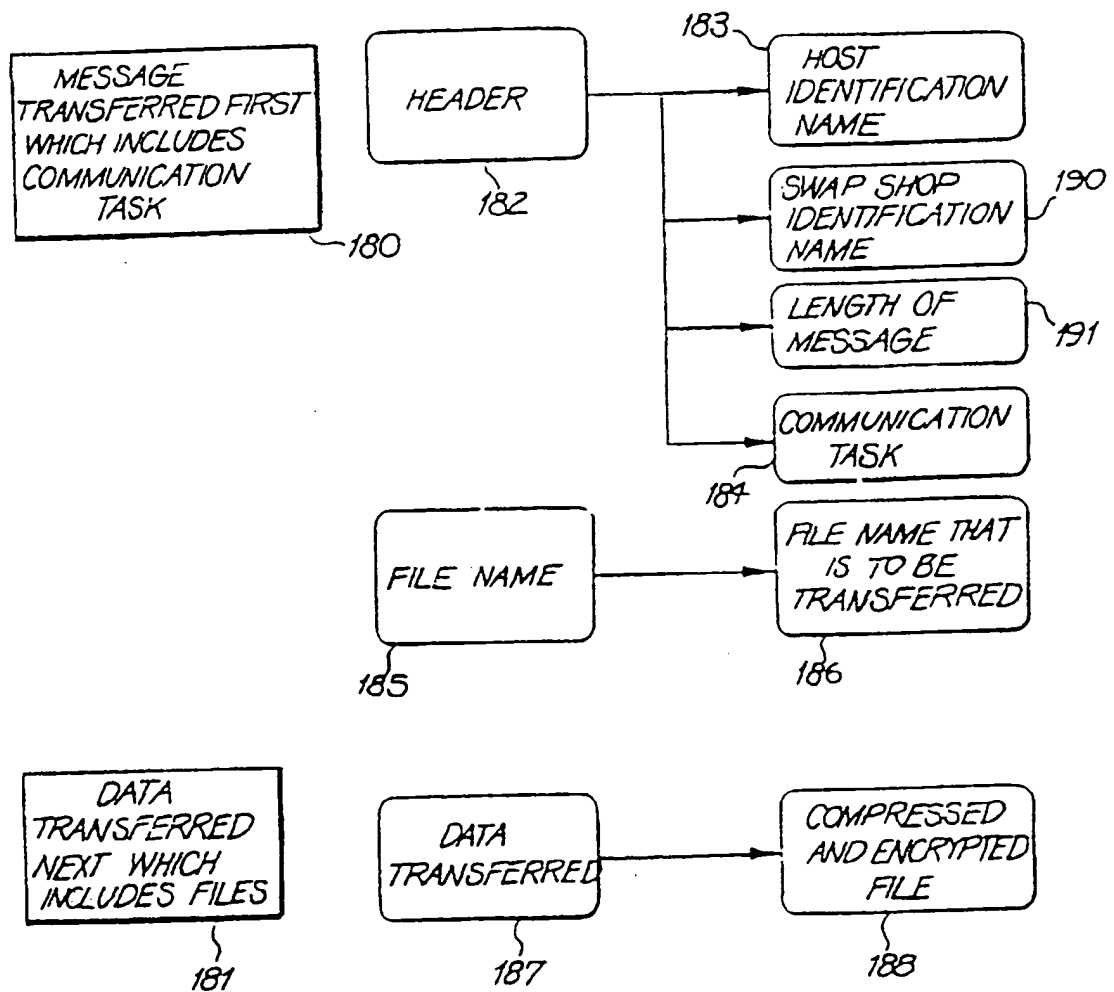 MESSAGE
TRANSFERRED FIRST
WHICH INCLUDES
COMMUNICATION
TASK
180
HEADER
182
183
HOST
IDENTIFICATION
NAME
SWAP SHOP
IDENTIFICATION
NAME
190
LENGTH OF
MESSAGE
191
COMMUNICATION
TASK
184
FILE NAME
185
FILE NAME THAT
IS TO BE
TRANSFERRED
186
DATA
TRANSFERRED
NEXT WHICH
INCLUDES FILES
181
DATA
TRANSFERRED
187
COMPRESSED
AND ENCRYPTED
FILE
188